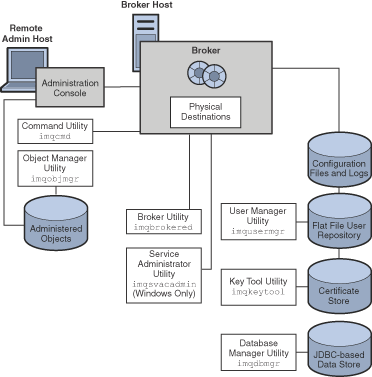 Broker Host
Remote
Admin Host
Broker
Administration
Console
Physical
Destinations
Command Utility
imqcmd
Object Manager
Utility
imqobjmgr
Configuration
Files and Logs
Administered
Objects
Broker Utility
imqbrokered
User Manager
Utility
imqusermgr
Flat File User
Repository
Service
Administrator
Utility
imqsvacadmin
(Windows Only)
Key Tool Utility
imqkeytool
Certificate
Store
Database
Manager Utility
imqdbmgr
JDBC-based
Data Store